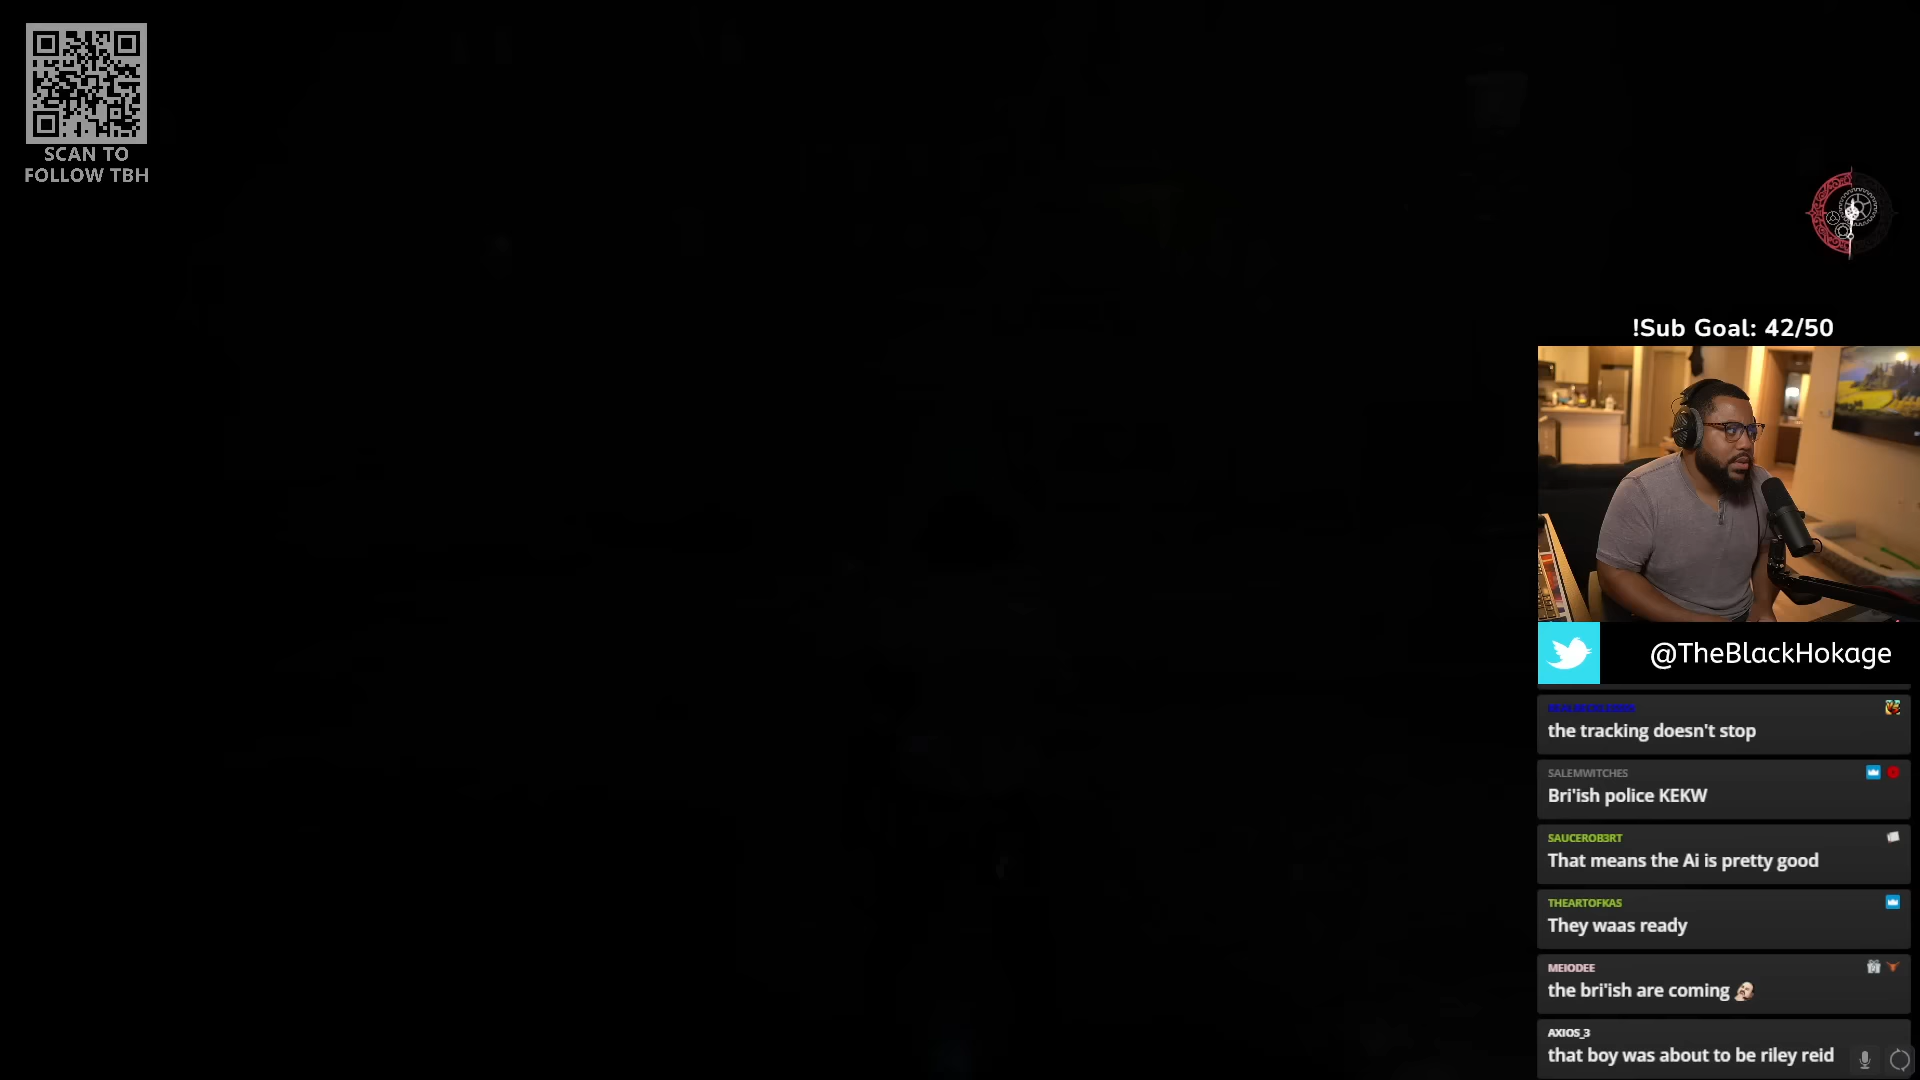 SCAN TO
FOLLOW TBH
!Sub Goal: 42/50
@TheBlackHokage
the tracking doesn't stop
SALEMWITCHES
Bri'ish police KEKW
SAUCEROB3RT
That means the Ai is pretty good
THEARTOFKAS
They waas ready
MEIODEE
the bri'ish are coming
AXIOS_3
that boy was about to be riley reid